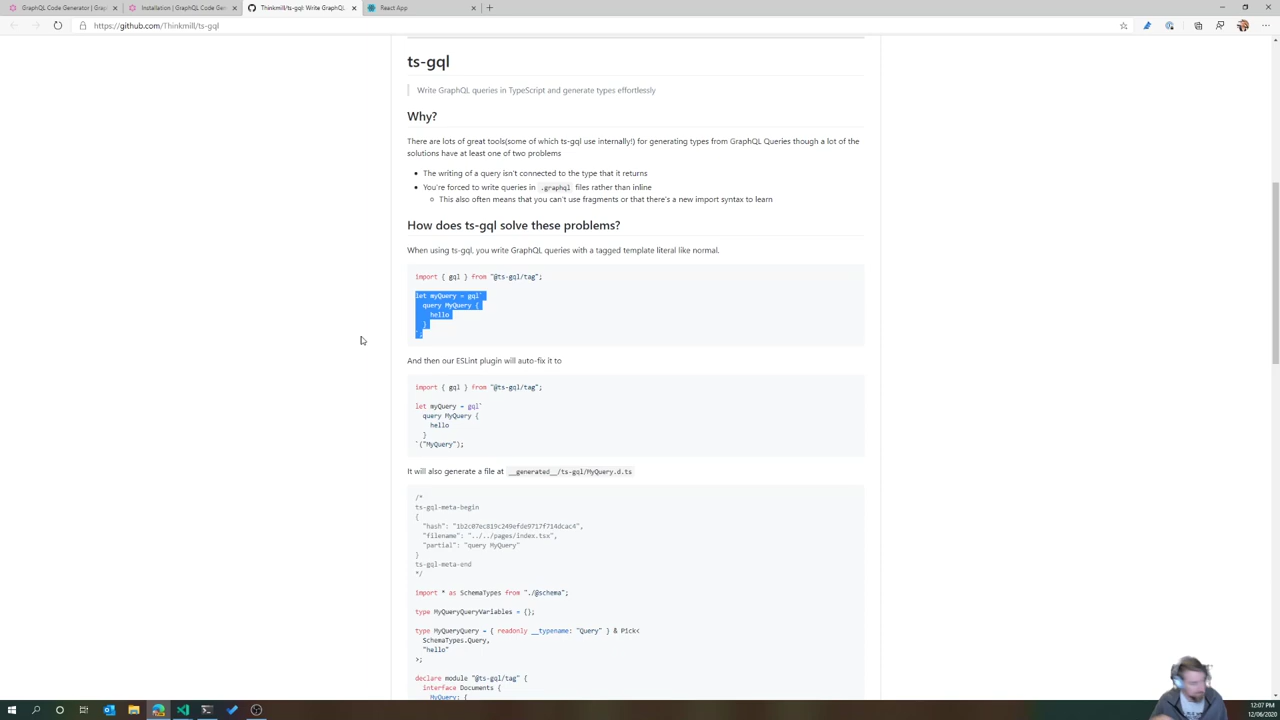 GraphQL Code Generator | Grap
Installation | GraphQL Code Gen
Thinkmill/ts-gql: Write GraphQL
React App
https://github.com/Thinkmill/ts-gql
ts-gql
Write GraphQL queries in TypeScript and generate types effortlessly
Why?
There are lots of great tools(some of which ts-gql use internally!) for generating types from GraphQL Queries though a lot of the
solutions have at least one of two problems
The writing of a query isn't connected to the type that it returns
You're forced to write queries in .graphql files rather than inline
This also often means that you can't use fragments or that there's a new import syntax to learn
How does ts-gql solve these problems?
When using ts-gql, you write GraphQL queries with a tagged template literal like normal.
import { gql } from "@ts-gql/tag";
let myQuery = gql`
query MyQuery {
hello
}
`;
And then our ESLint plugin will auto-fix it to
import { gql } from "@ts-gql/tag";
let myQuery = gql`
query MyQuery {
hello
}
`("MyQuery");
It will also generate a file at __generated__/ts-gql/MyQuery.d.ts
/*
ts-gql-meta-begin
{
"hash": "1b2c07ec819c249efde9717f714dcac4",
"filename": "../../pages/index.tsx",
"partial": "query MyQuery"
}
ts-gql-meta-end
*/
import * as SchemaTypes from "./@schema";
type MyQueryQueryVariables = {};
type MyQueryQuery = { readonly __typename: "Query" } & Pick<
SchemaTypes.Query,
"hello"
>;
declare module "@ts-gql/tag" {
interface Documents {
MyQuery: {
12:07 PM
12/06/2020